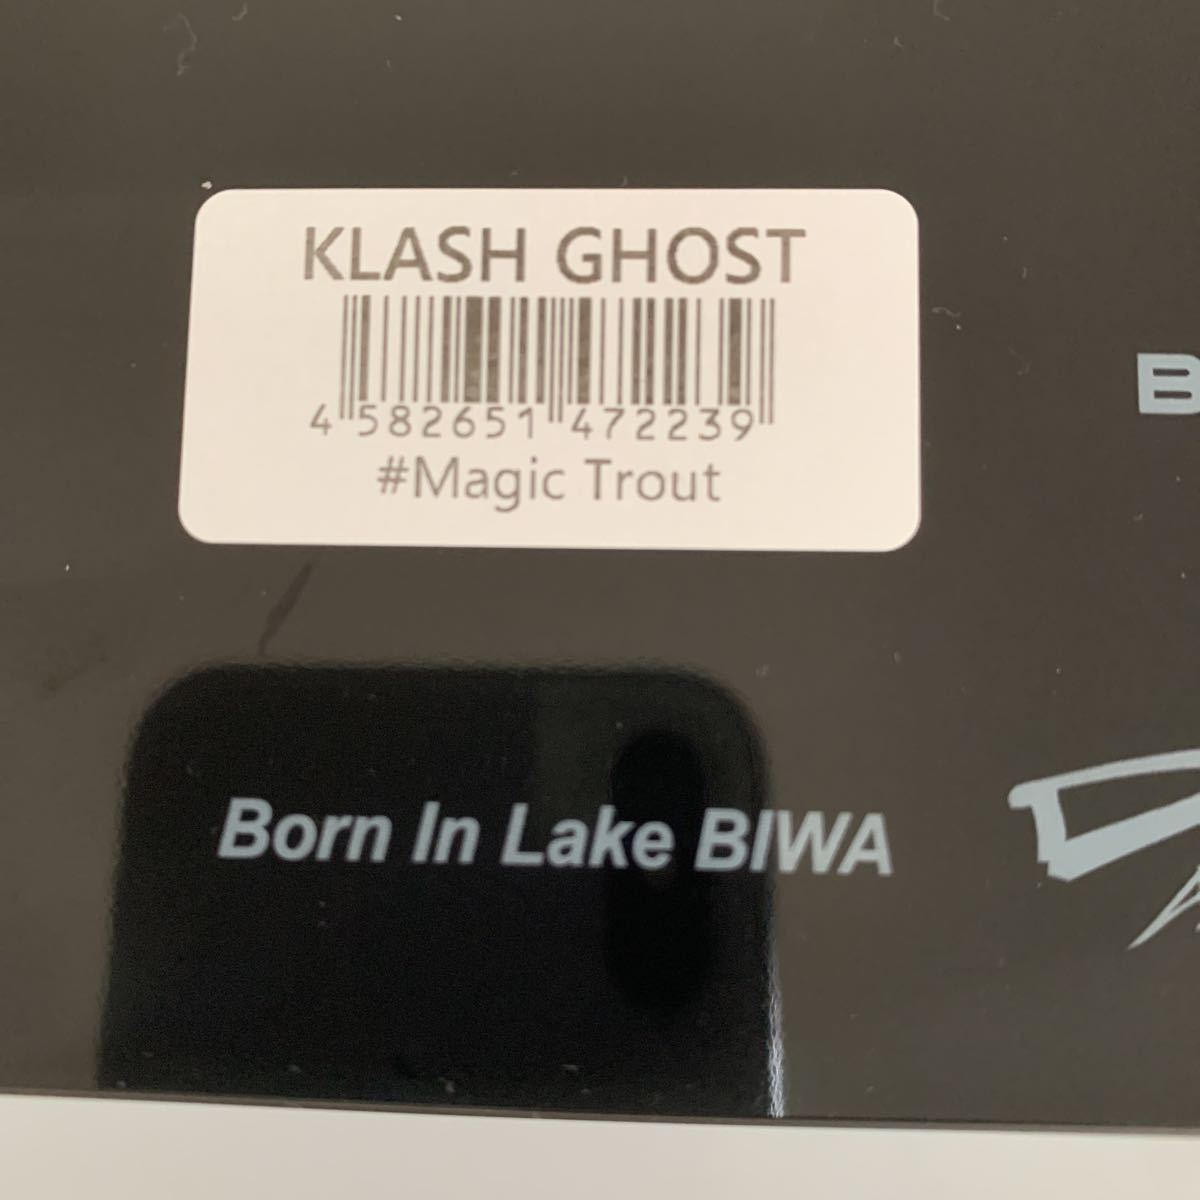 KLASH GHOST
4 582651 472239
#Magic Trout
B
Born In Lake BIWA